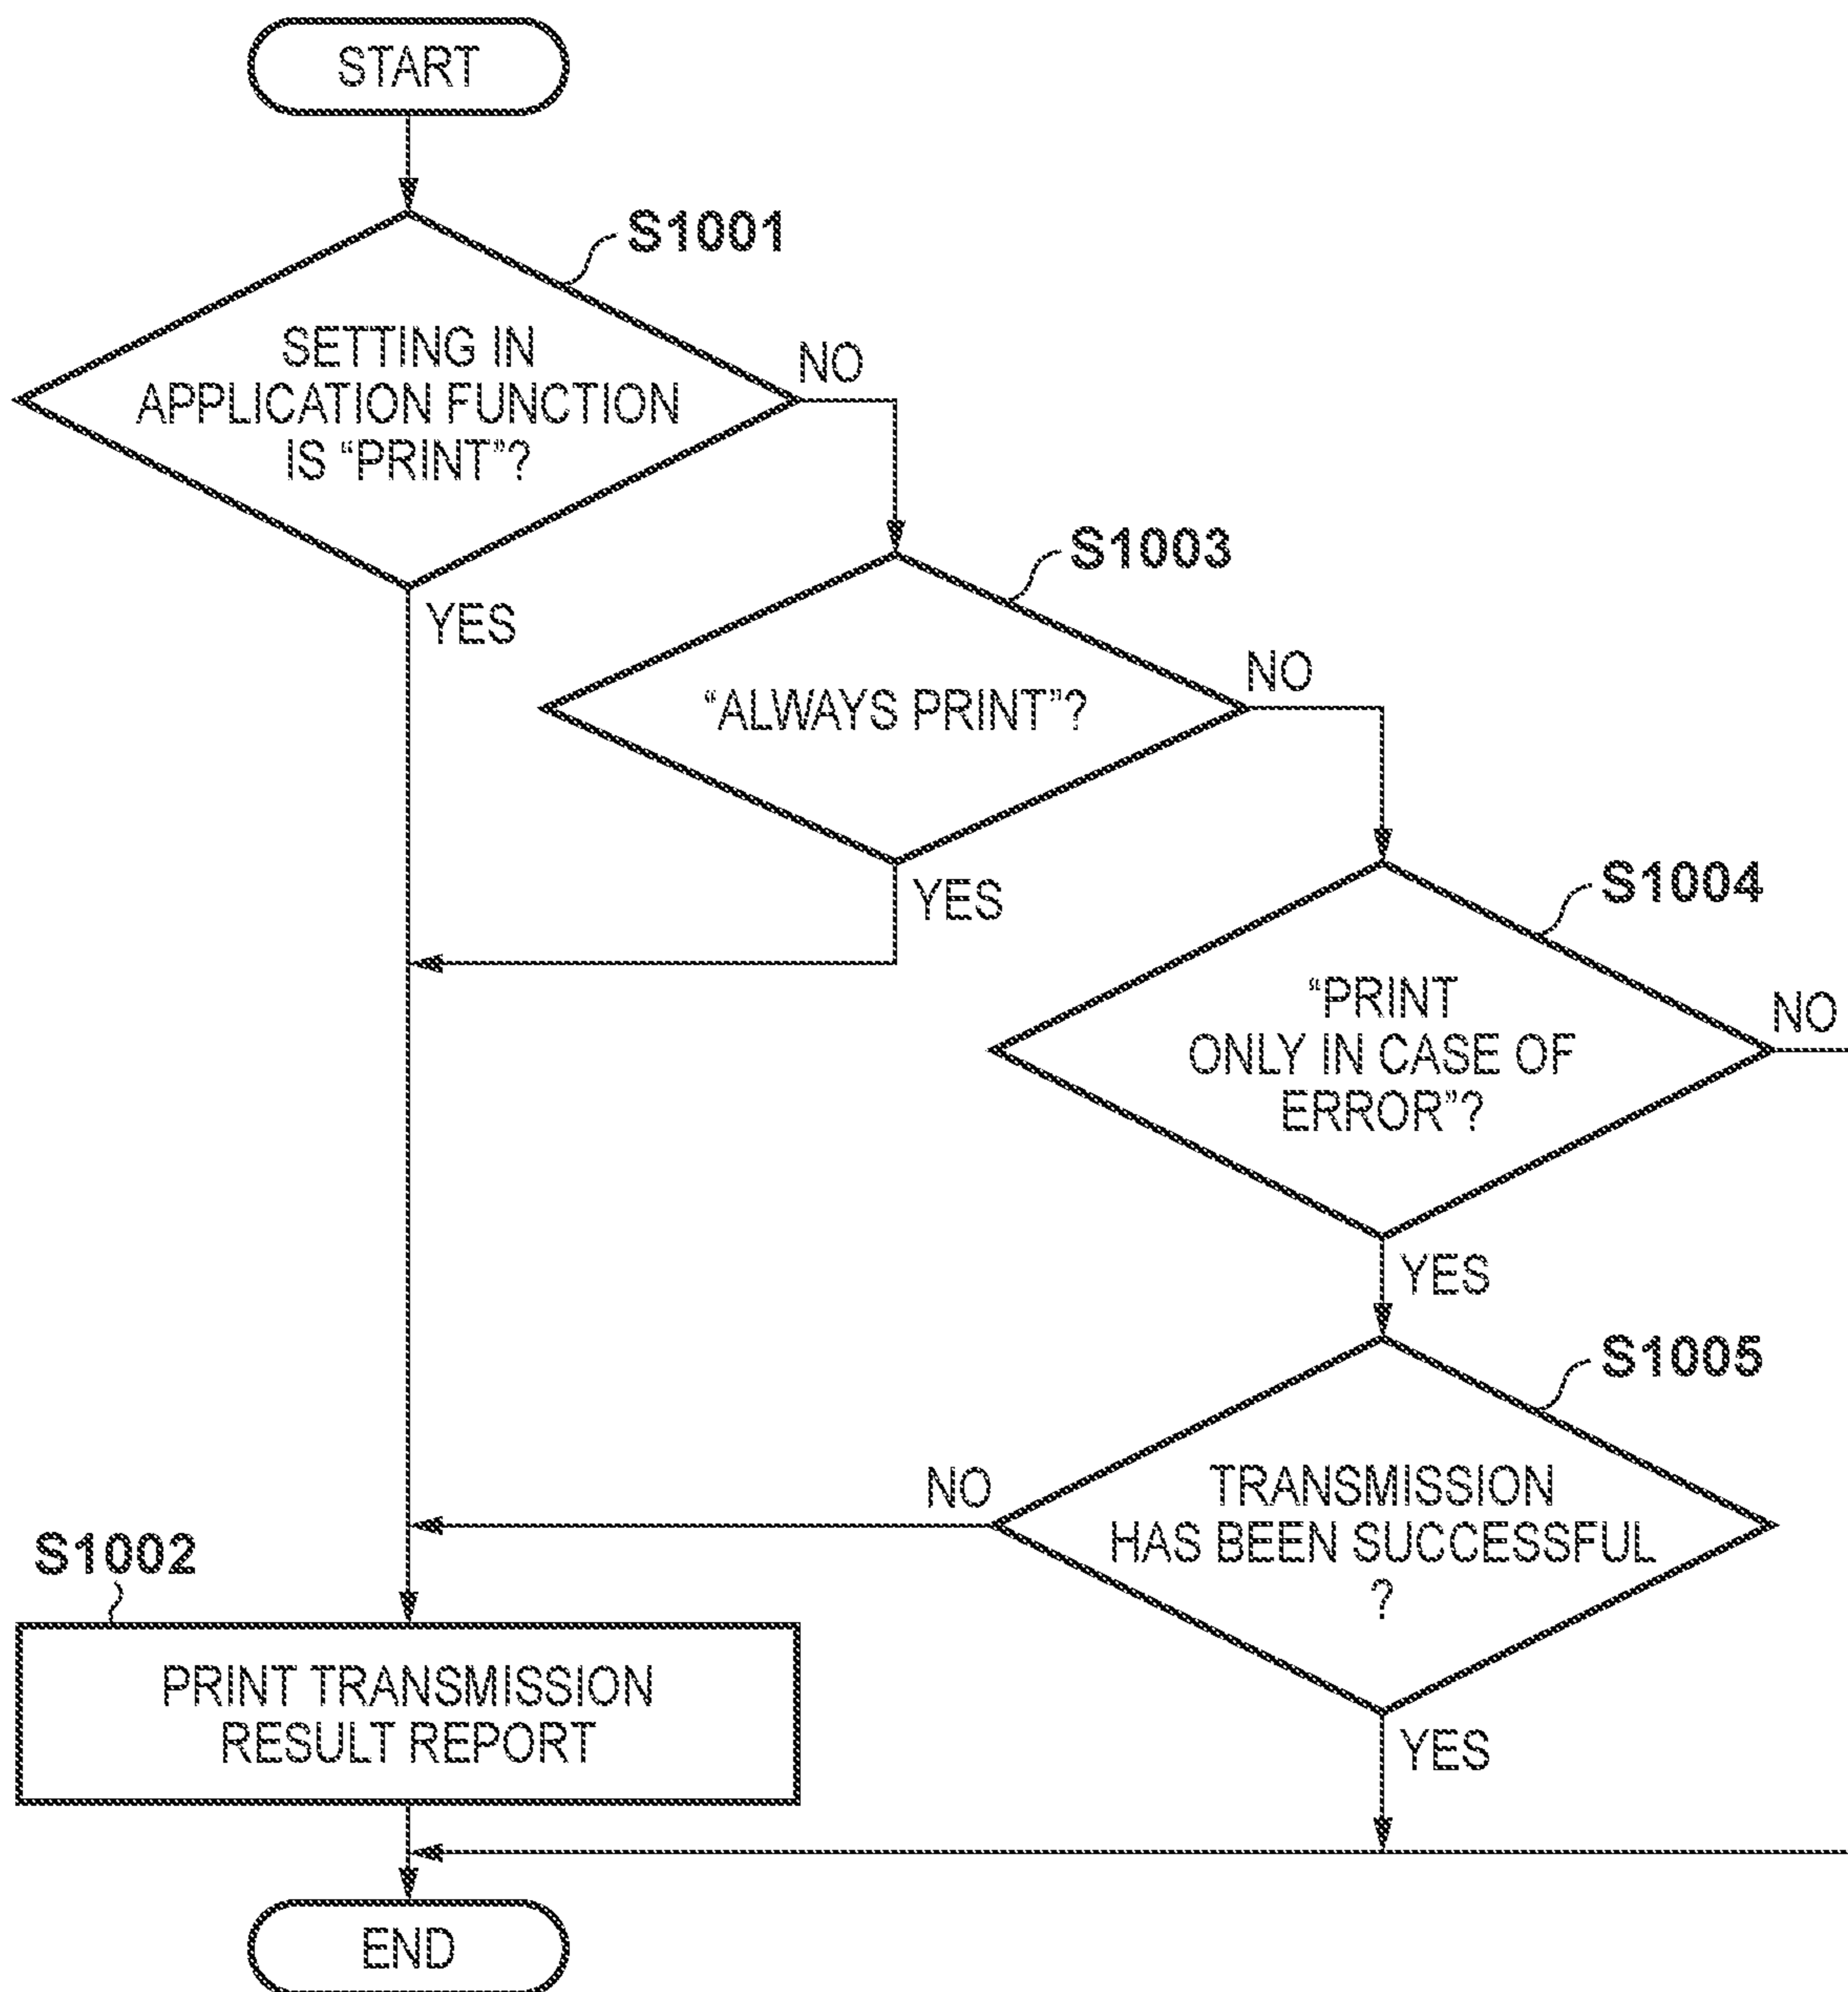 START
S1001
SETTING IN
APPLICATION FUNCTION
IS “PRINT”?
NO
YES
S1003
“ALWAYS PRINT”?
NO
YES
S1004
“PRINT
ONLY IN CASE OF
ERROR”?
NO
YES
S1005
TRANSMISSION
HAS BEEN SUCCESSFUL
?
NO
YES
S1002
PRINT TRANSMISSION
RESULT REPORT
END